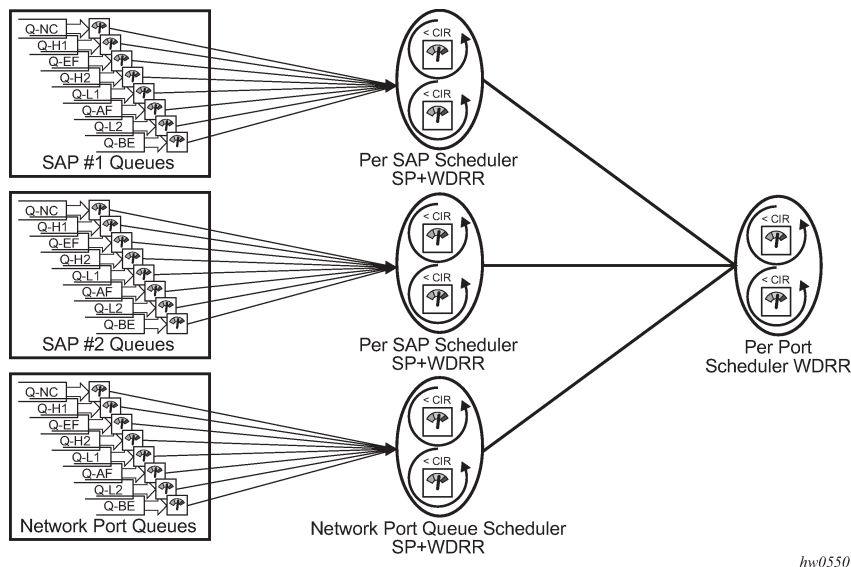 Q-NC
Q-H1
Q-EF
Q-H2
Q-L1
Q-AF
Q-L2
Q-BE
SAP #1 Queues
< CIR
< CIR
Per SAP Scheduler
SP+WDRR
Q-NC
Q-H1
Q-EF
Q-H2
Q-L1
Q-AF
Q-L2
Q-BE
SAP #2 Queues
< CIR
< CIR
Per SAP Scheduler
SP+WDRR
< CIR
< CIR
Per Port
Scheduler WDRR
Q-NC
Q-H1
Q-EF
Q-H2
Q-L1
Q-AF
Q-L2
Q-BE
Network Port Queues
< CIR
< CIR
Network Port Queue Scheduler
SP+WDRR
hw0550